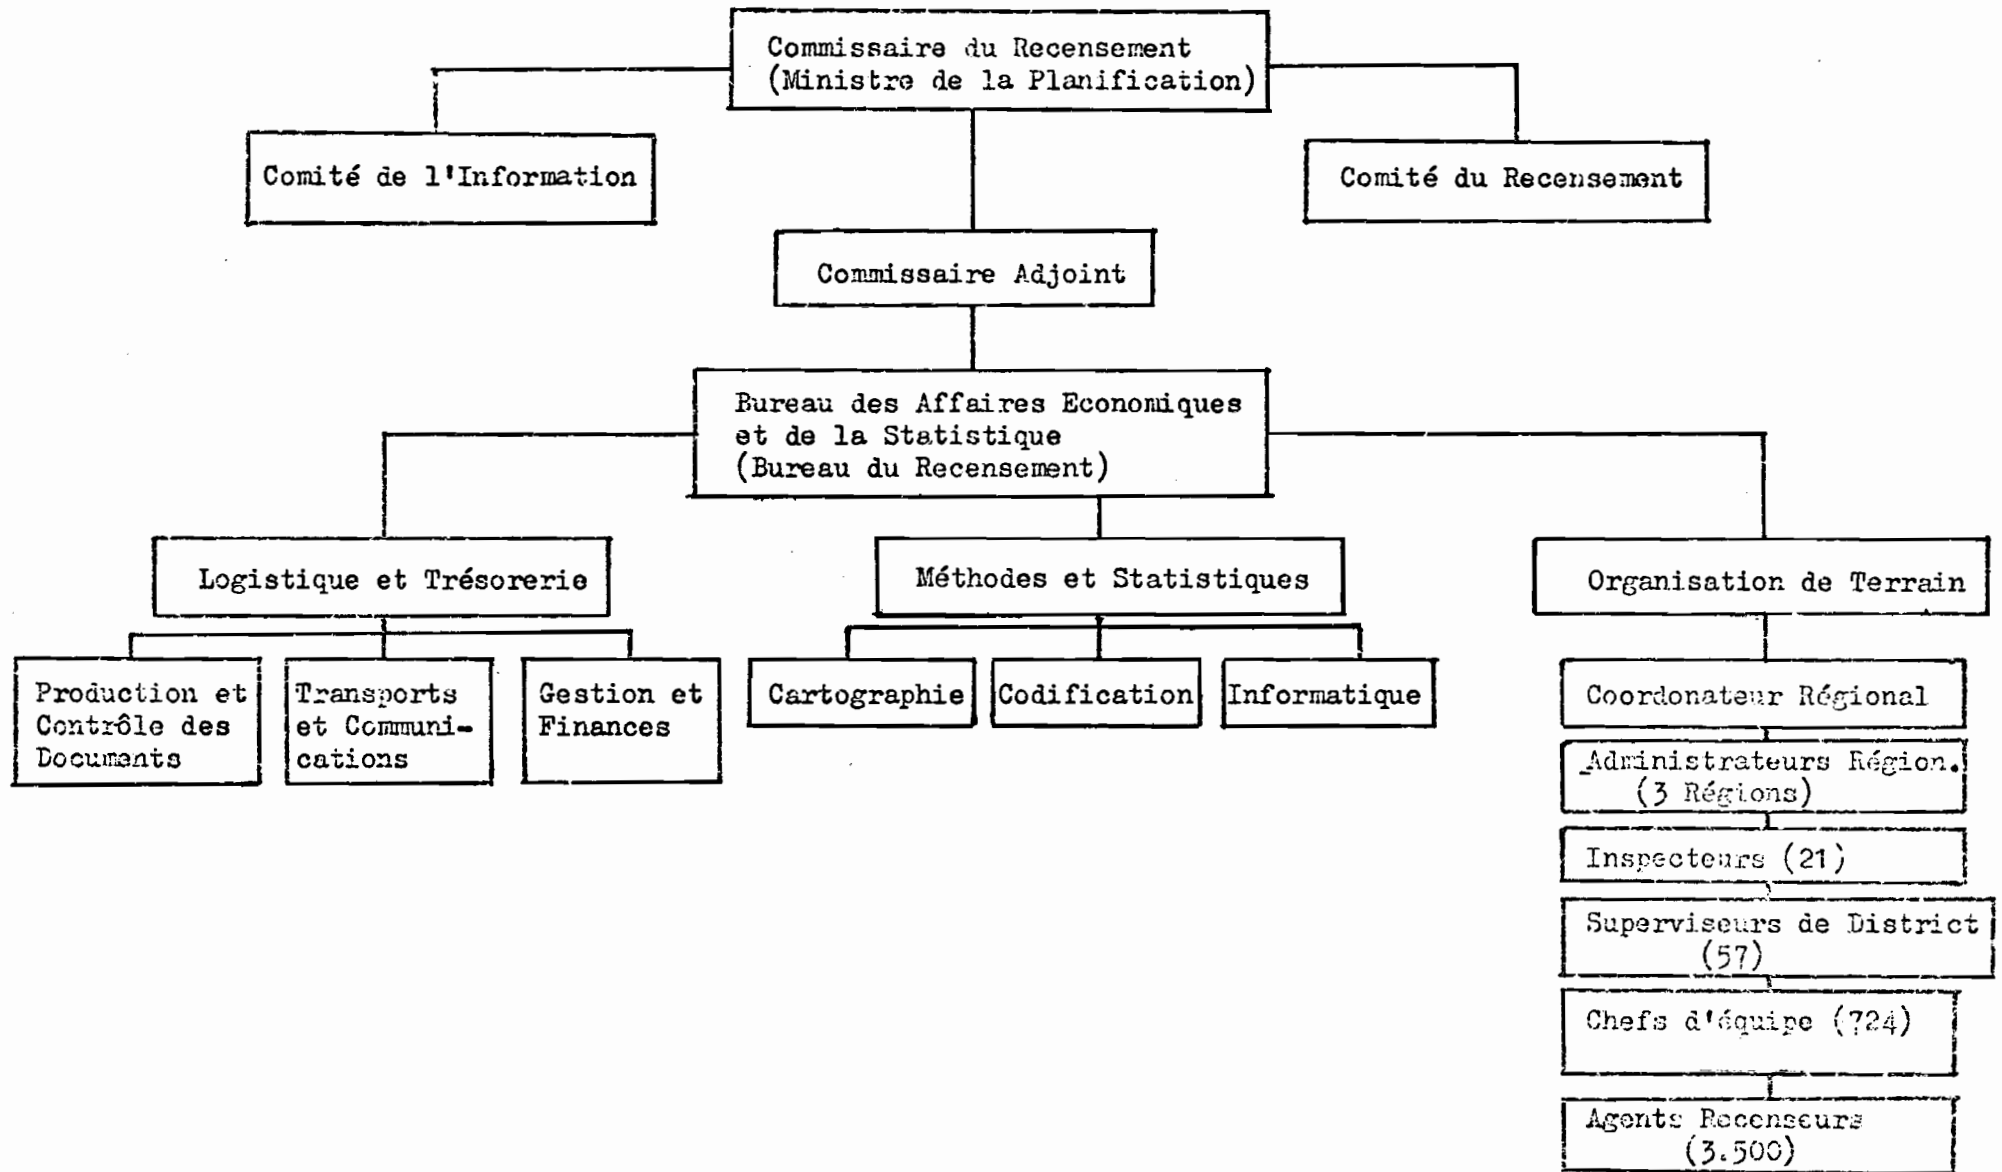 Commissaire du Recensement
(Ministre de la Planification)
Comité de l'Information
Comité du Recensement
Commissaire Adjoint
Bureau des Affaires Economiques
et de la Statistique
(Bureau du Recensement)
Logistique et Trésorerie
Méthodes et Statistiques
Organisation de Terrain
Production et
Contrôle des
Documents
Transports
et Communi-
cations
Gestion et
Finances
Cartographie
Codification
Informatique
Coordonateur Régional
Administrateurs Région.
(3 Régions)
Inspecteurs (21)
Superviseurs de District
(57)
Chefs d'équipe (724)
Agents Recenseurs
(3.500)